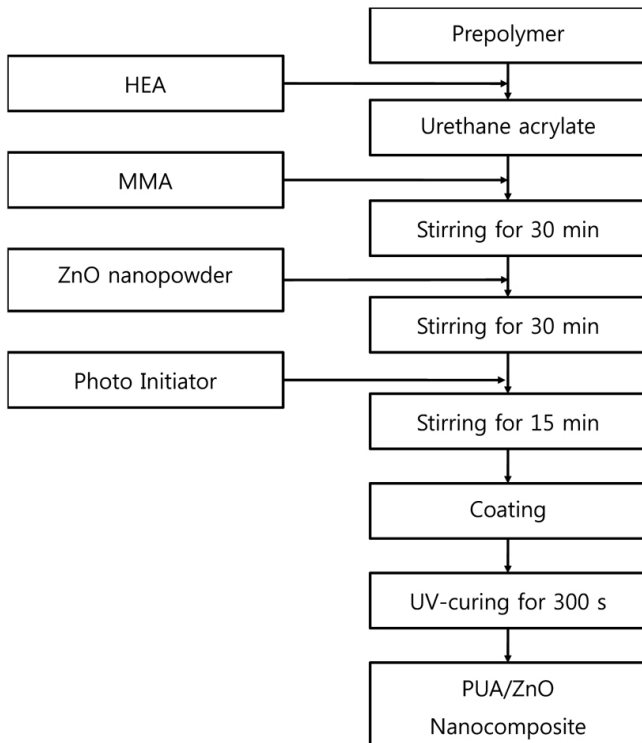 Prepolymer
HEA
Urethane acrylate
MMA
Stirring for 30 min
ZnO nanopowder
Stirring for 30 min
Photo Initiator
Stirring for 15 min
Coating
UV-curing for 300 s
PUA/ZnO
Nanocomposite